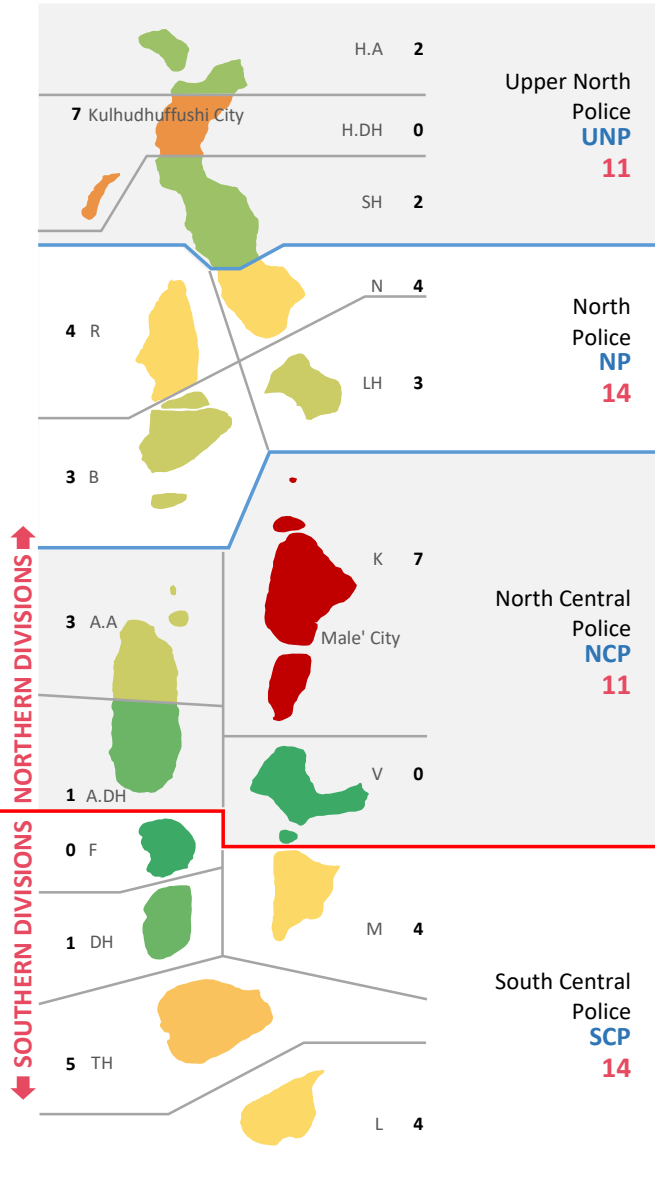 H.A 2
Upper North
Police
UNP
11
7 Kulhudhuffushi City
H.DH 0
SH 2
N 4
North
Police
NP
14
4 R
LH 3
3 B
NORTHERN DIVISIONS
K 7
Male' City
North Central
Police
NCP
11
3 A.A
V 0
1 A.DH
SOUTHERN DIVISIONS
0 F
M 4
1 DH
South Central
Police
SCP
14
5 TH
L 4